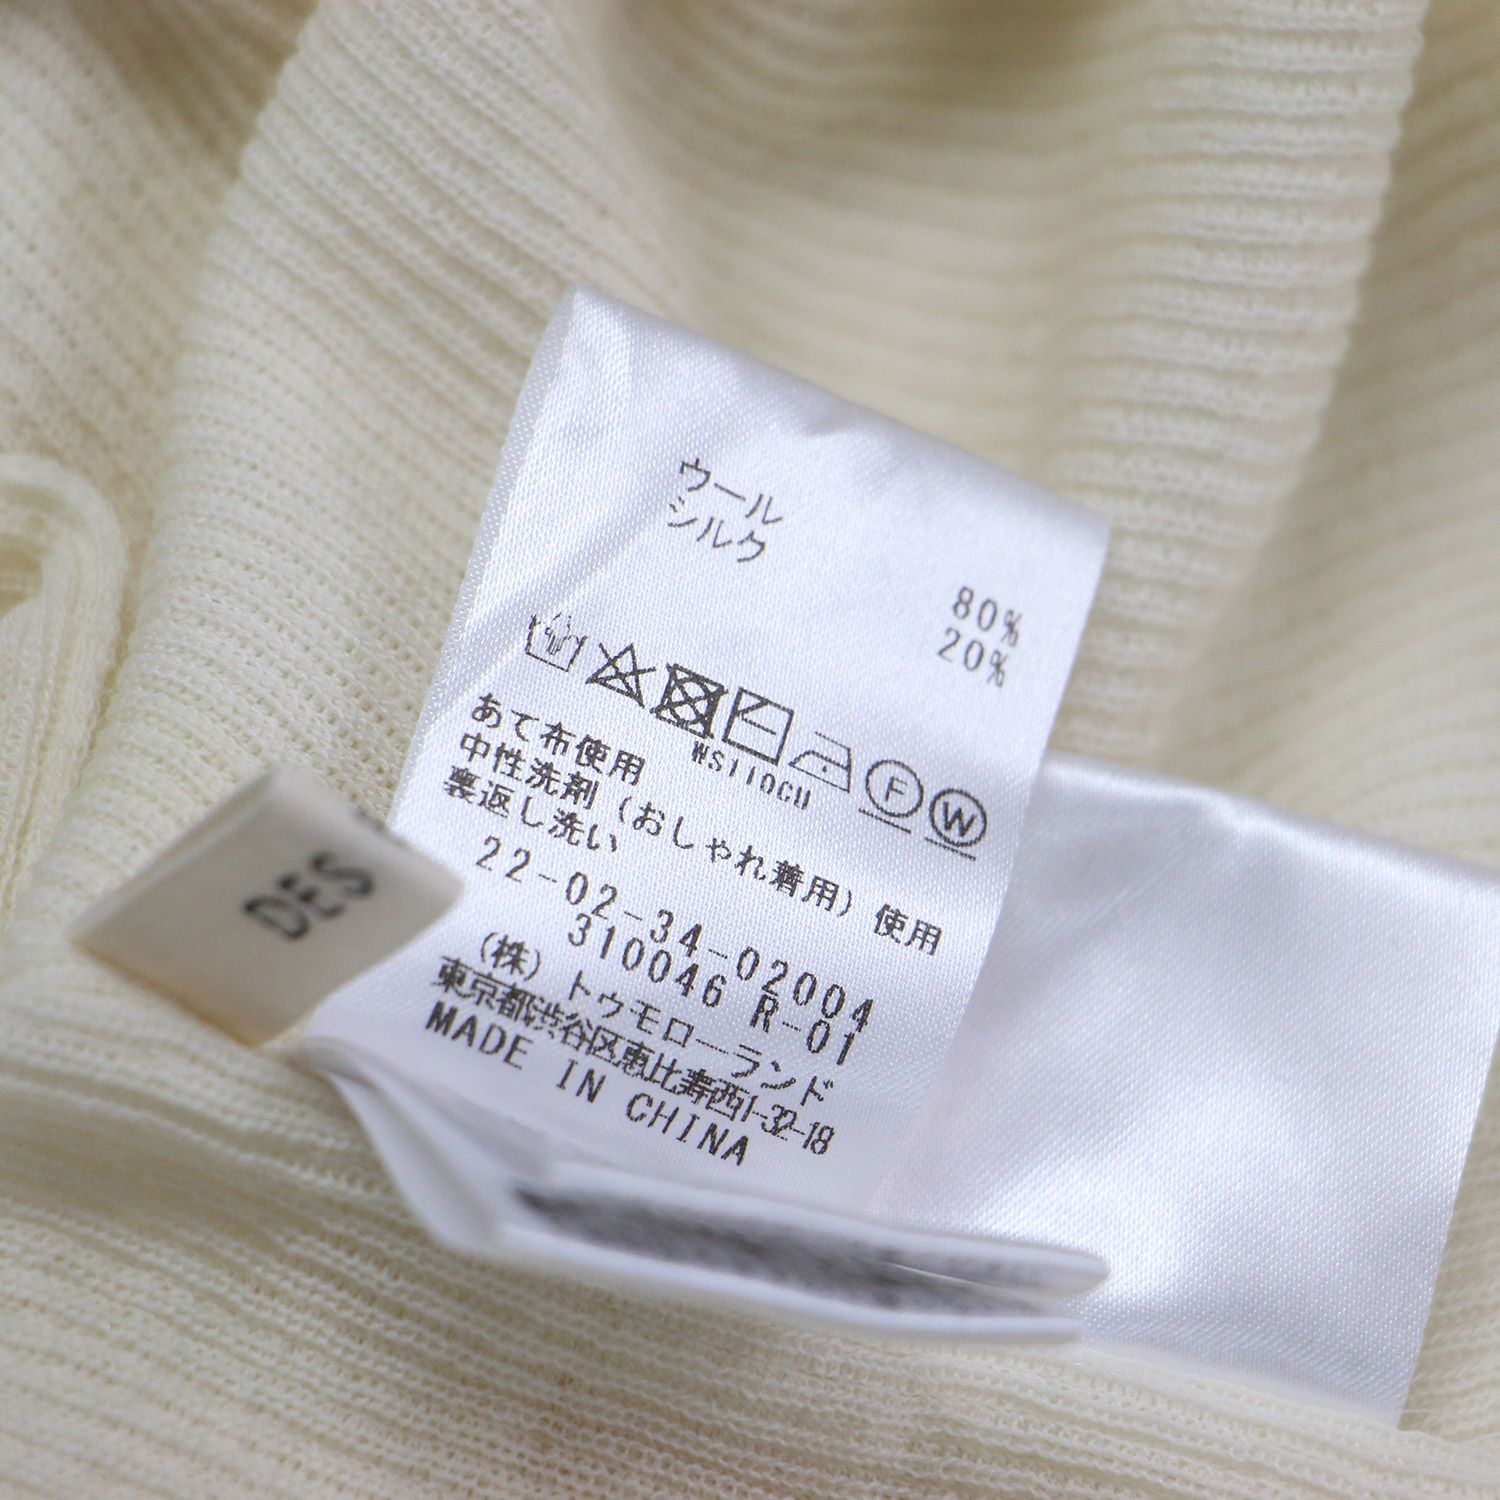 ウール 80%
シルク 20%
F W
WS110CU
あて布使用
中性洗剤（おしゃれ着用）使用
裏返し洗い
22-02-34-02004
310046 R-01
（株）トゥモローランド
東京都渋谷区恵比寿西1-32-18
MADE IN CHINA
DES